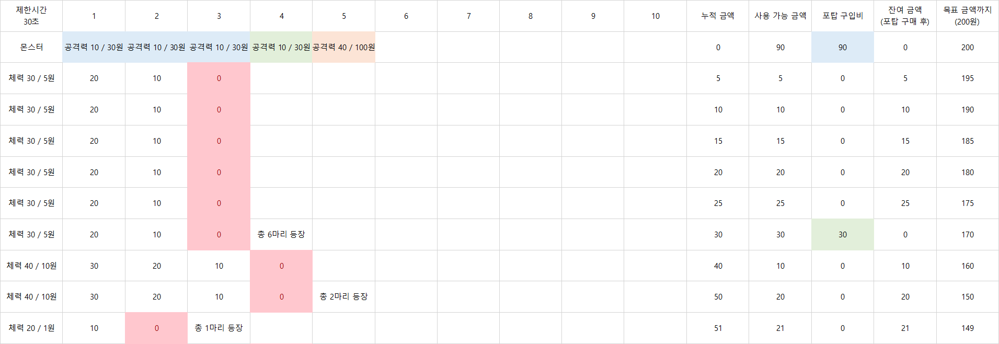 제한시간
30초
1 2 3 4 5 6 7 8 9 10 누적 금액 사용 가능 금액 포탑 구입비 잔여 금액
(포탑 구매 후) 목표 금액까지
(200원)
몬스터 공격력 10 / 30원 공격력 10 / 30원 공격력 10 / 30원 공격력 10 / 30원 공격력 40 / 100원 0 90 90 0 200
체력 30 / 5원 20 10 0 5 5 0 5 195
체력 30 / 5원 20 10 0 10 10 0 10 190
체력 30 / 5원 20 10 0 15 15 0 15 185
체력 30 / 5원 20 10 0 20 20 0 20 180
체력 30 / 5원 20 10 0 25 25 0 25 175
체력 30 / 5원 20 10 0 총 6마리 등장 30 30 30 0 170
체력 40 / 10원 30 20 10 0 40 10 0 10 160
체력 40 / 10원 30 20 10 0 총 2마리 등장 50 20 0 20 150
체력 20 / 1원 10 0 총 1마리 등장 51 21 0 21 149